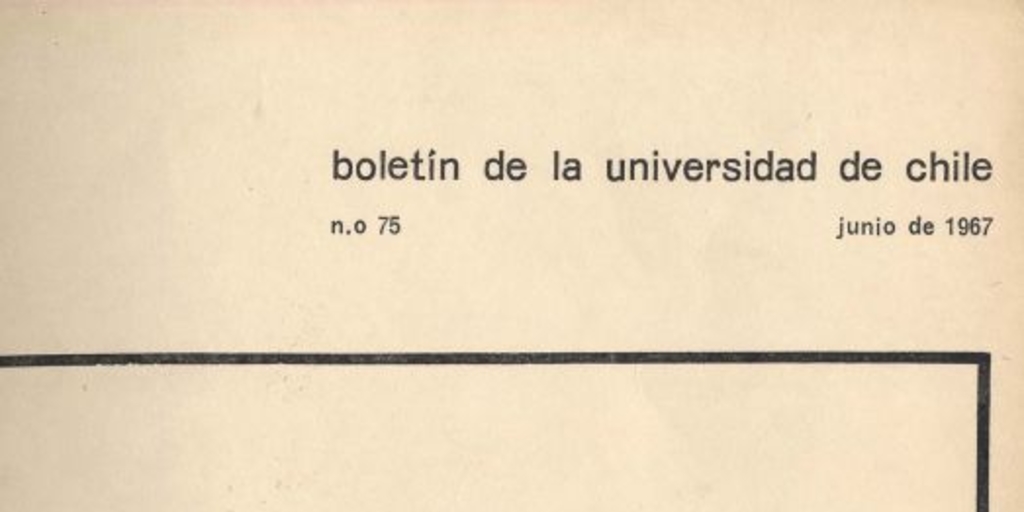 boletín de la universidad de chile
n.o 75 junio de 1967